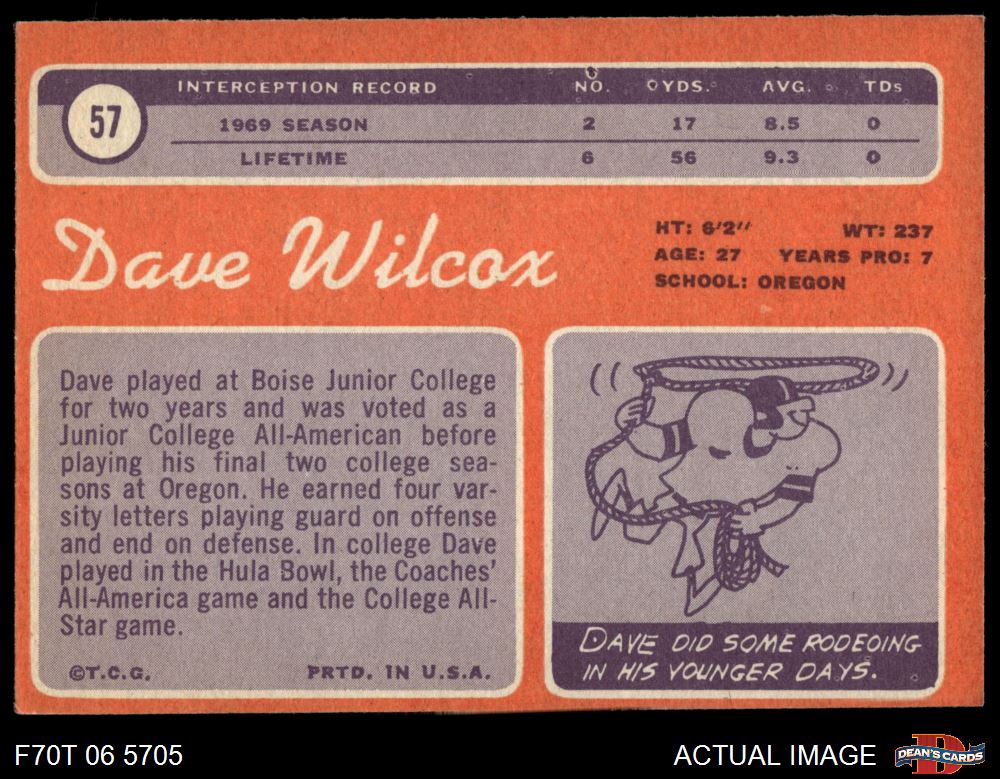 57
INTERCEPTION RECORD NO. YDS. AVG. TDs
1969 SEASON 2 17 8.5 0
LIFETIME 6 56 9.3 0
Dave Wilcox
HT: 6'2" WT: 237
AGE: 27 YEARS PRO: 7
SCHOOL: OREGON
Dave played at Boise Junior College
for two years and was voted as a
Junior College All-American before
playing his final two college sea-
sons at Oregon. He earned four var-
sity letters playing guard on offense
and end on defense. In college Dave
played in the Hula Bowl, the Coaches'
All-America game and the College All-
Star game.
©T.C.G. PRTD. IN U.S.A.
DAVE DID SOME RODEOING
IN HIS YOUNGER DAYS.
F70T 06 5705 ACTUAL IMAGE D DEAN'S CARDS